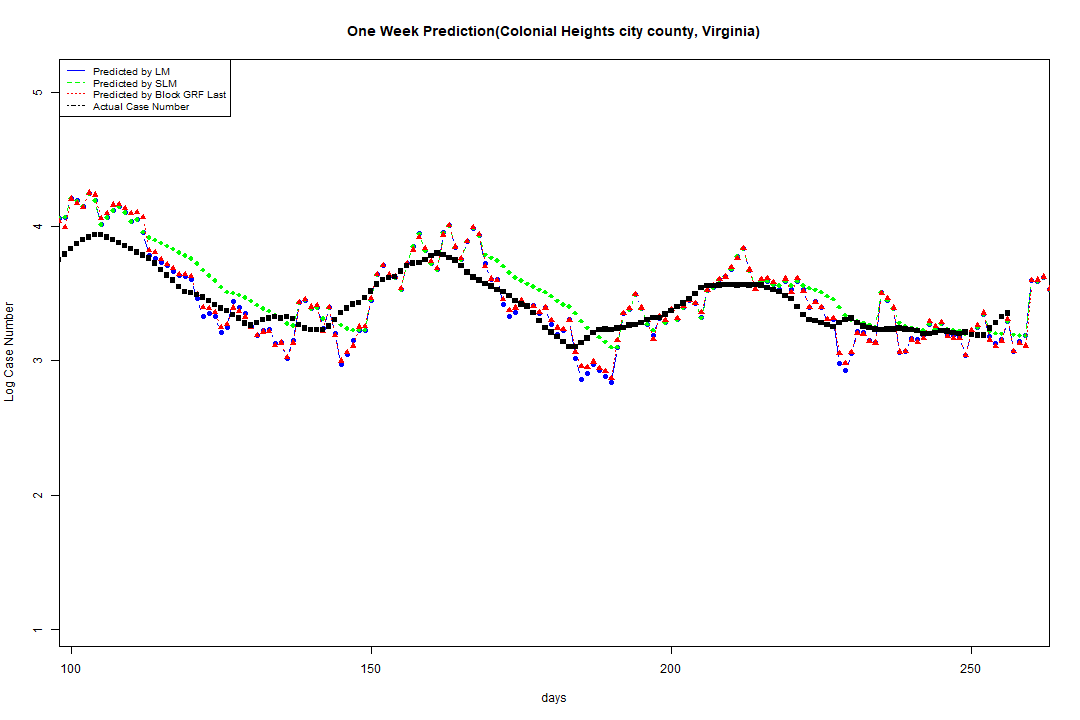 One Week Prediction(Colonial Heights city county, Virginia)
Predicted by LM
Predicted by SLM
Predicted by Block GRF Last
Actual Case Number
5
4
3
2
1
Log Case Number
100 150 200 250
days